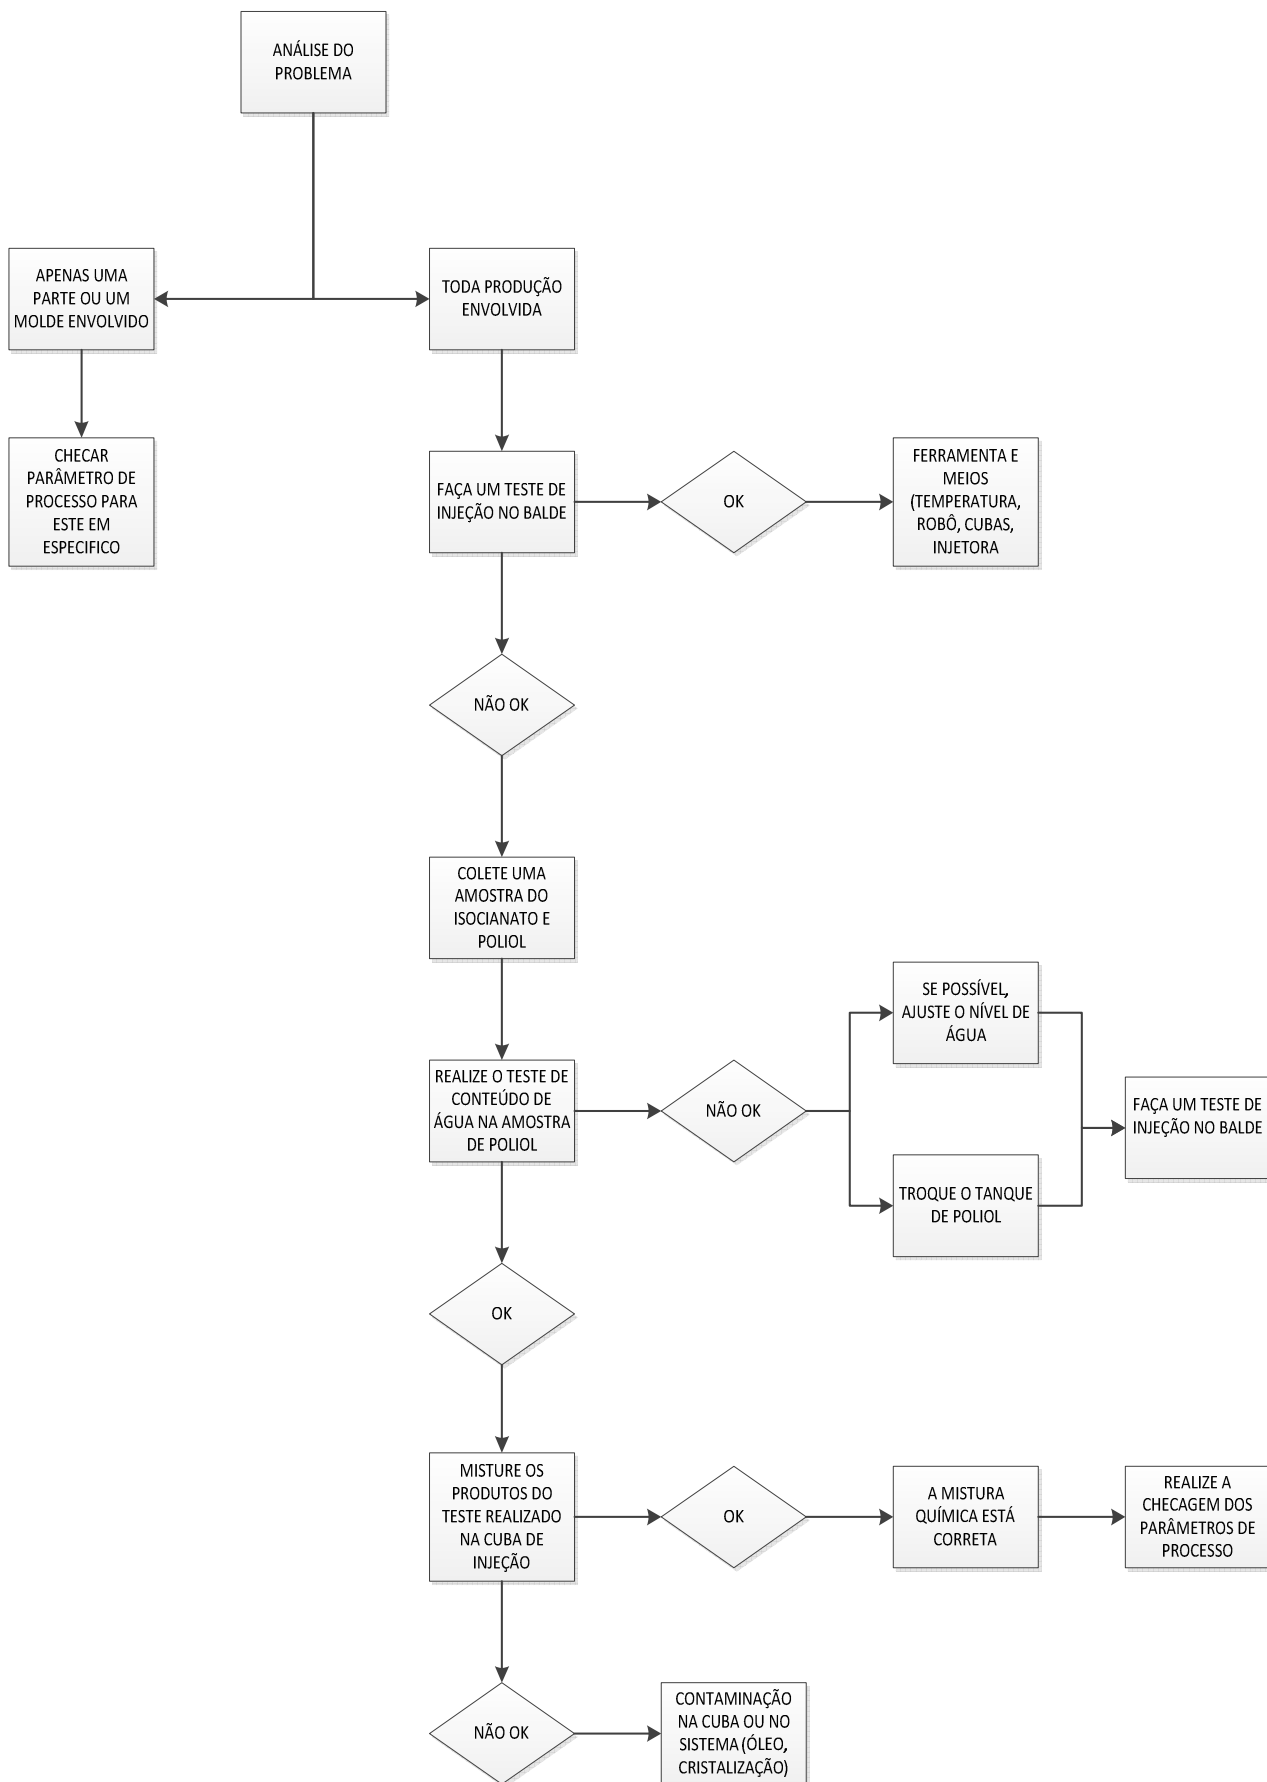 ANÁLISE DO
PROBLEMA
APENAS UMA
PARTE OU UM
MOLDE ENVOLVIDO
TODA PRODUÇÃO
ENVOLVIDA
CHECAR
PARÂMETRO DE
PROCESSO PARA
ESTE EM
ESPECIFICO
FAÇA UM TESTE DE
INJEÇÃO NO BALDE
OK
FERRAMENTA E
MEIOS
(TEMPERATURA,
ROBÔ, CUBAS,
INJETORA
NÃO OK
COLETE UMA
AMOSTRA DO
ISOCIANATO E
POLIOL
REALIZE O TESTE DE
CONTEÚDO DE
ÁGUA NA AMOSTRA
DE POLIOL
NÃO OK
SE POSSÍVEL,
AJUSTE O NÍVEL DE
ÁGUA
TROQUE O TANQUE
DE POLIOL
FAÇA UM TESTE DE
INJEÇÃO NO BALDE
OK
MISTURE OS
PRODUTOS DO
TESTE REALIZADO
NA CUBA DE
INJEÇÃO
OK
A MISTURA
QUÍMICA ESTÁ
CORRETA
REALIZE A
CHECAGEM DOS
PARÂMETROS DE
PROCESSO
NÃO OK
CONTAMINAÇÃO
NA CUBA OU NO
SISTEMA (ÓLEO,
CRISTALIZAÇÃO)